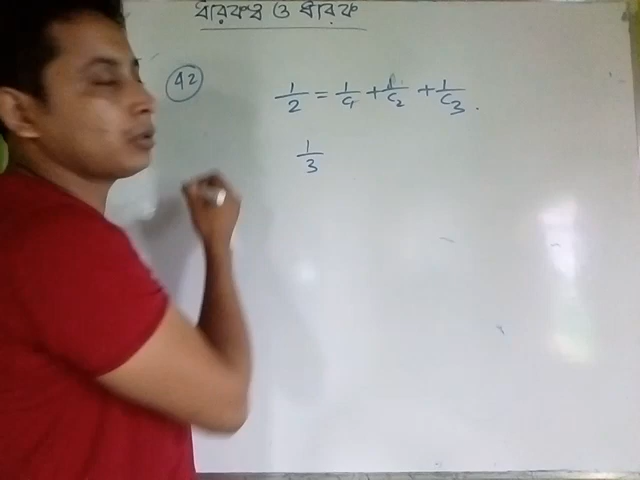 ধারকত্ব ও ধারক
42
1/2 = 1/C1 + 1/C2 + 1/C3 .
1/3